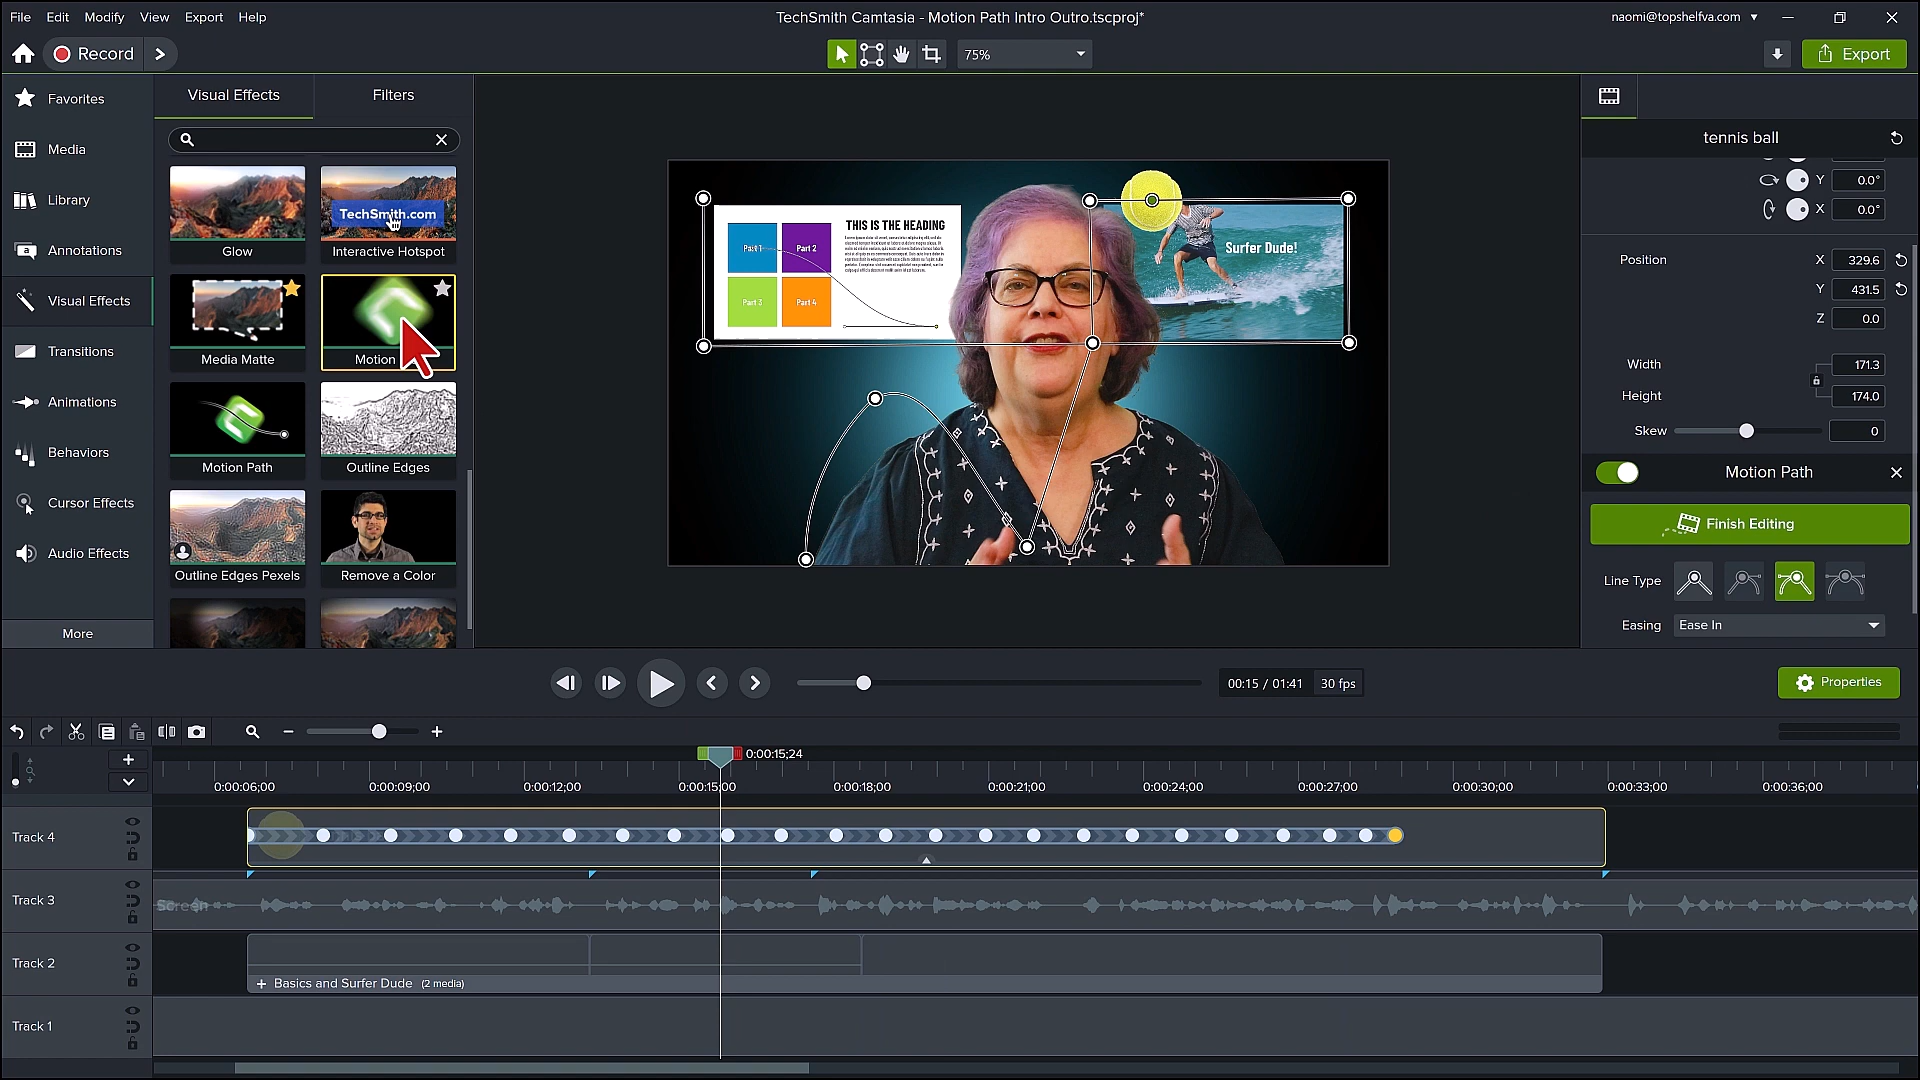 File Edit Modify View Export Help
TechSmith Camtasia - Motion Path Intro Outro.tscproj*
naomi@topshelfva.com
Record
75%
Export
Favorites
Media
Library
Annotations
Visual Effects
Transitions
Animations
Behaviors
Cursor Effects
Audio Effects
More
Visual Effects
Filters
Glow
TechSmith.com
Interactive Hotspot
Media Matte
Motion
Motion Path
Outline Edges
Outline Edges Pexels
Remove a Color
Part 1
Part 2
Part 3
Part 4
THIS IS THE HEADING
Surfer Dude!
tennis ball
Y 0.0°
X 0.0°
Position X 329.6
Y 431.5
Z 0.0
Width 171.3
Height 174.0
Skew 0
Motion Path
Finish Editing
Line Type
Easing Ease In
00:15 / 01:41 30 fps
Properties
0:00:15;24
0:00:06;00 0:00:09;00 0:00:12;00 0:00:15;00 0:00:18;00 0:00:21;00 0:00:24;00 0:00:27;00 0:00:30;00 0:00:33;00 0:00:36;00
Track 4
Track 3
Screen
Track 2
+ Basics and Surfer Dude (2 media)
Track 1